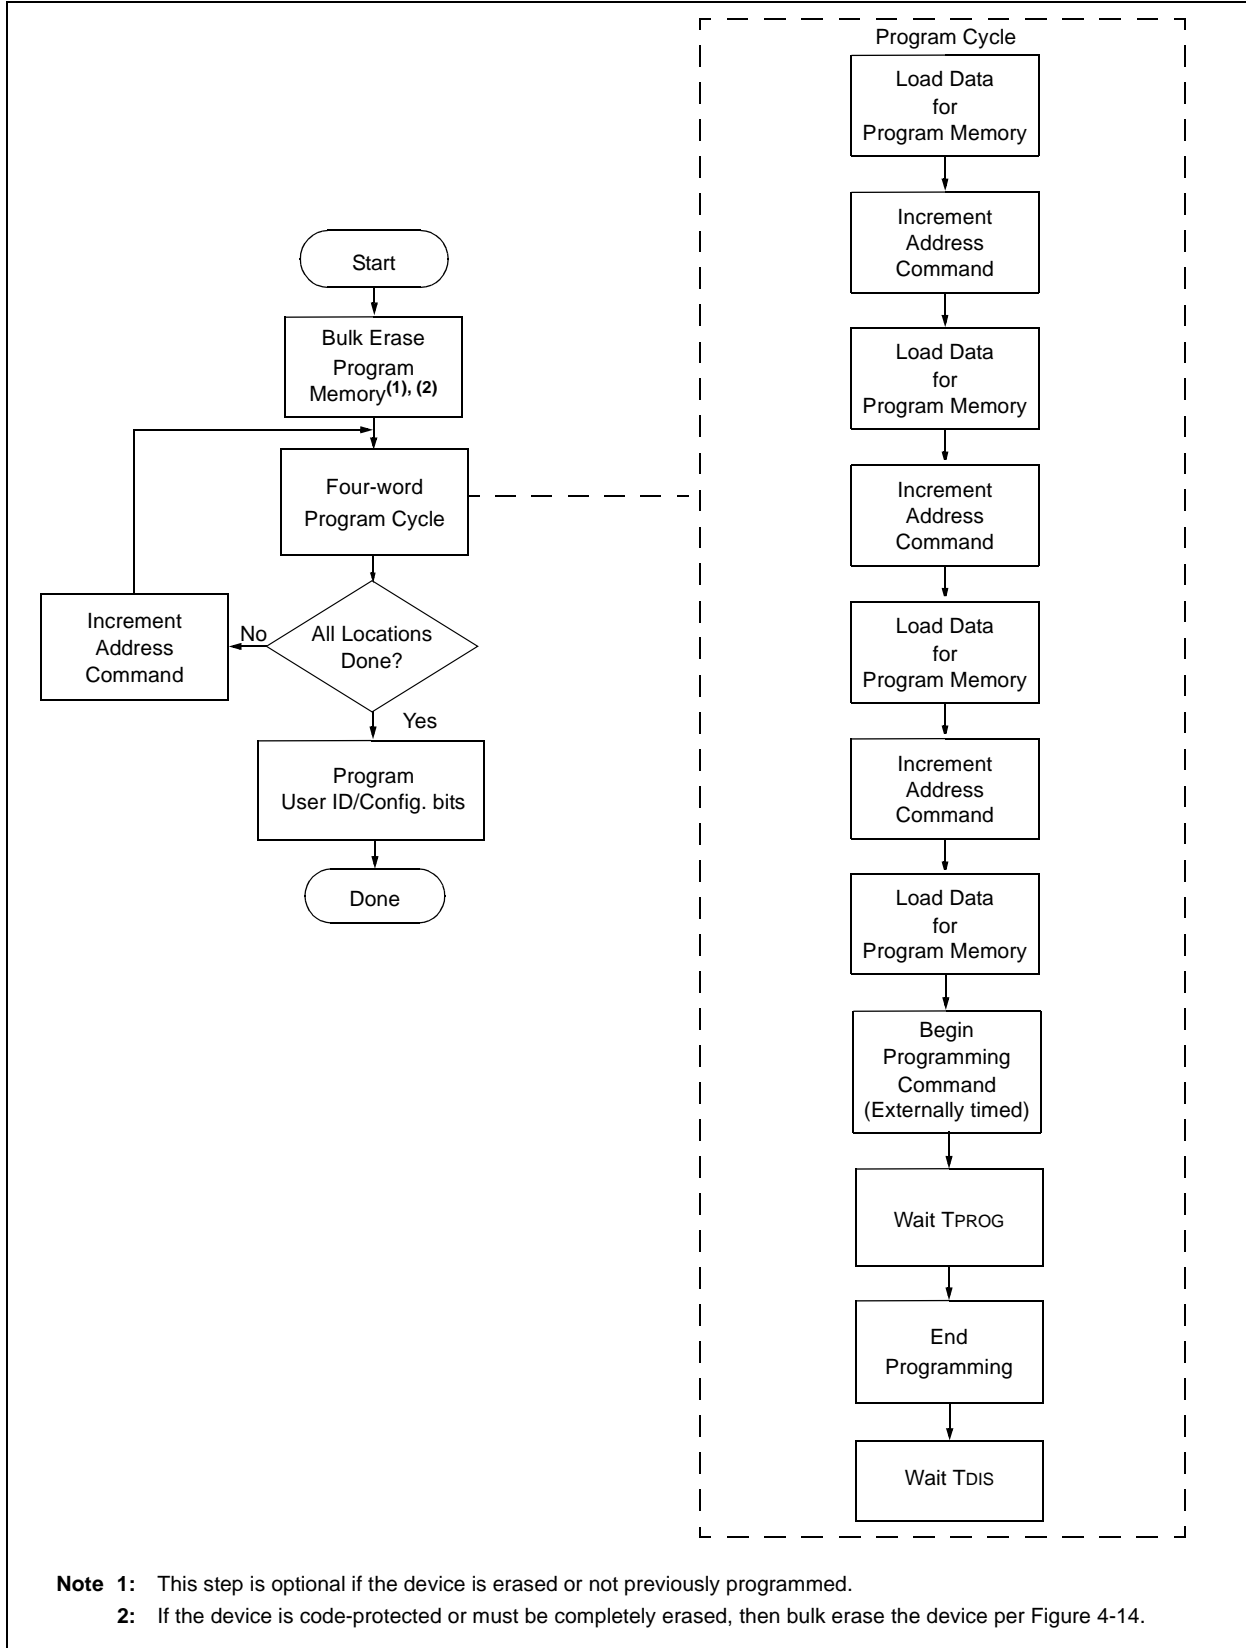 Start
Bulk Erase
Program
Memory(1), (2)
Four-word
Program Cycle
All Locations
Done?
No
Increment
Address
Command
Yes
Program
User ID/Config. bits
Done
Program Cycle
Load Data
for
Program Memory
Increment
Address
Command
Load Data
for
Program Memory
Increment
Address
Command
Load Data
for
Program Memory
Increment
Address
Command
Load Data
for
Program Memory
Begin
Programming
Command
(Externally timed)
Wait TPROG
End
Programming
Wait TDIS
Note 1: This step is optional if the device is erased or not previously programmed.
2: If the device is code-protected or must be completely erased, then bulk erase the device per Figure 4-14.